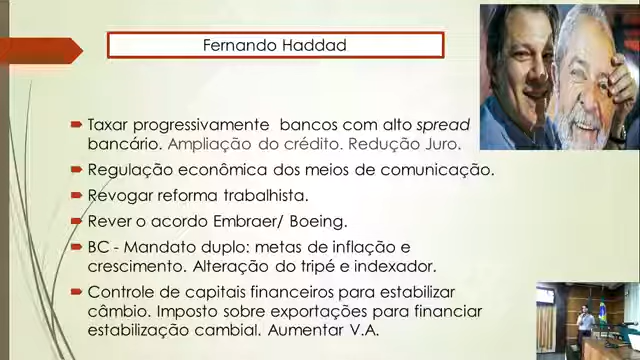 Fernando Haddad
Taxar progressivamente bancos com alto spread
bancário. Ampliação do crédito. Redução Juro.
Regulação econômica dos meios de comunicação.
Revogar reforma trabalhista.
Rever o acordo Embraer/ Boeing.
BC - Mandato duplo: metas de inflação e
crescimento. Alteração do tripé e indexador.
Controle de capitais financeiros para estabilizar
câmbio. Imposto sobre exportações para financiar
estabilização cambial. Aumentar V.A.